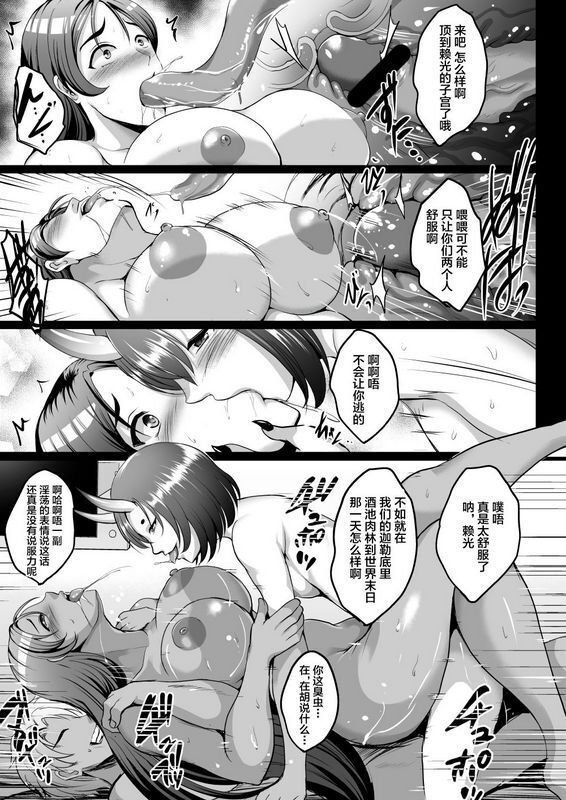 来吧 怎么样啊
顶到赖光的子宫了哦
喂喂可不能
只让你们两个人
舒服啊
啊啊唔
不会让你逃的
噗唔
真是太舒服了
呐，赖光
不如就在
我们的迦勒底里
酒池肉林到世界末日
那一天怎么样啊
啊哈啊唔一副
淫荡的表情说这话
还真是没有说服力呢
你这臭虫…
在，在胡说什么…